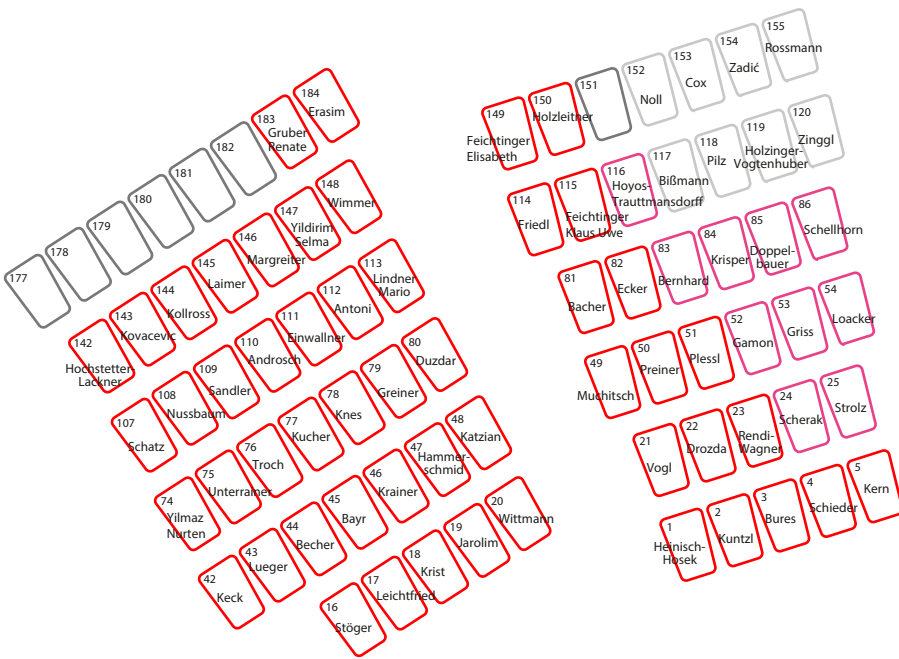 155
Rossmann
154
Zadić
153
Cox
152
Noll
151
150
Holzleitner
149
Feichtinger
Elisabeth
184
Erasim
183
Gruber
Renate
182
181
180
179
178
177
120
Zinggl
119
Holzinger-
Vogtenhuber
118
Pilz
117
Bißmann
116
Hoyos-
Trauttmansdorff
115
Feichtinger
Klaus Uwe
114
Friedl
148
Wimmer
147
Yildirim
Selma
146
Margreiter
145
Laimer
144
Kollross
143
Kovacevic
142
Hochstetter-
Lackner
86
Schellhorn
85
Doppel-
bauer
84
Krisper
83
Bernhard
82
Ecker
81
Bacher
113
Lindner
Mario
112
Antoni
111
Einwallner
110
Androsch
109
Sandler
108
Nussbaum
107
Schatz
54
Loacker
53
Griss
52
Gamon
51
Plessl
50
Preiner
49
Muchitsch
80
Duzdar
79
Greiner
78
Knes
77
Kucher
76
Troch
75
Unterrainer
74
Yilmaz
Nurten
25
Strolz
24
Scherak
23
Rendi-
Wagner
22
Drozda
21
Vogl
48
Katzian
47
Hammer-
schmid
46
Krainer
45
Bayr
44
Becher
43
Lueger
42
Keck
5
Kern
4
Schieder
3
Bures
2
Kuntzl
1
Heinisch-
Hosek
20
Wittmann
19
Jarolim
18
Krist
17
Leichtfried
16
Stöger